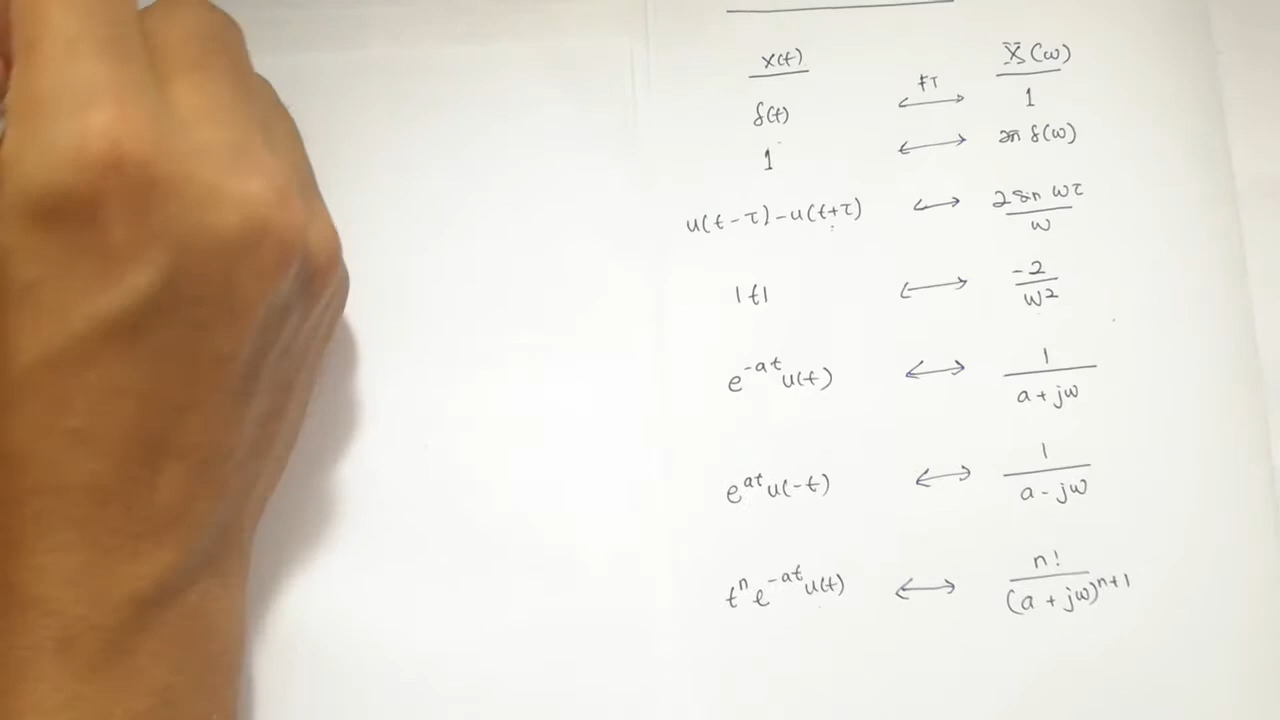 x(t) X(ω)
δ(t) <-FT-> 1
1 <-> 2π δ(ω)
u(t-τ)-u(t+τ) <-> 2 sin ωτ / ω
|t| <-> -2 / ω²
e^{-at} u(t) <-> 1 / a + jω
e^{at} u(-t) <-> 1 / a - jω
t^n e^{-at} u(t) <-> n! / (a + jω)^{n+1}